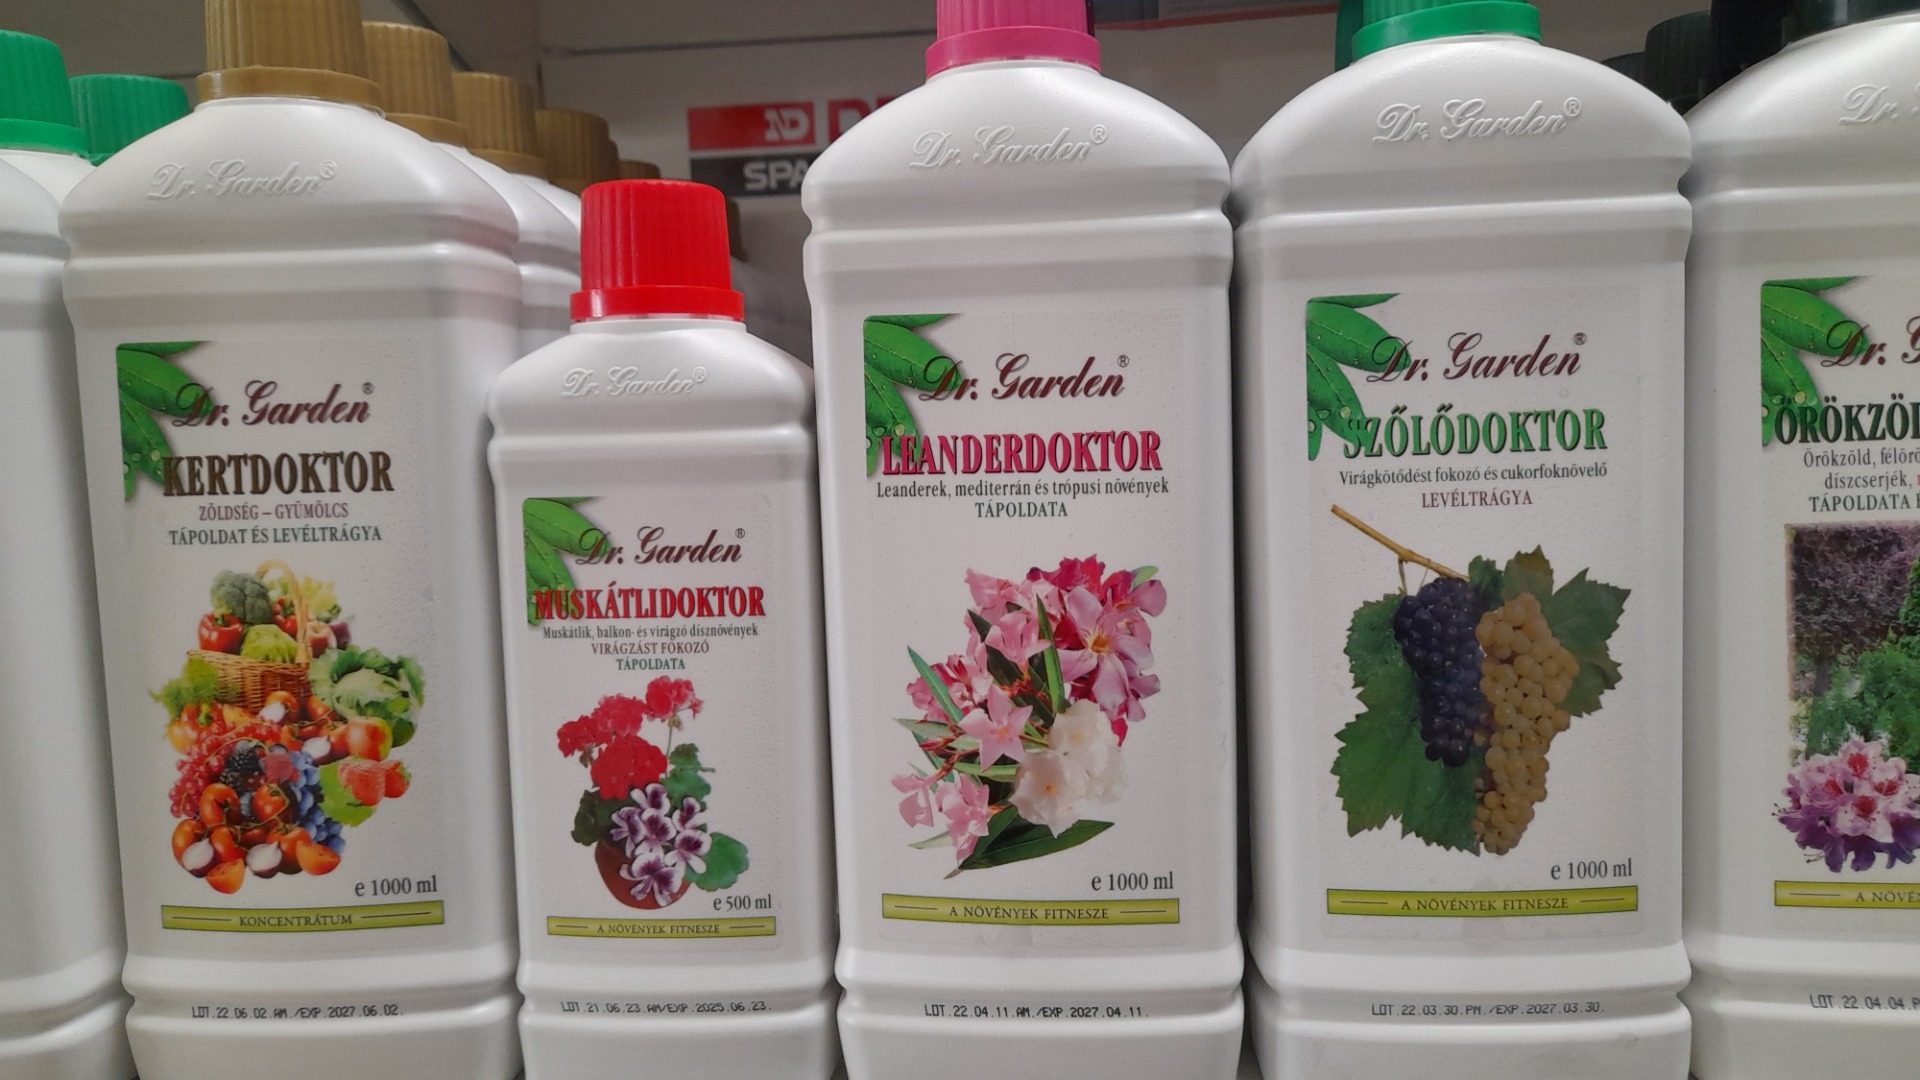 Dr. Garden®
Dr. Garden®
KERTDOKTOR
ZÖLDSÉG – GYÜMÖLCS
TÁPOLDAT ÉS LEVÉLTRÁGYA
e 1000 ml
KONCENTRÁTUM
LOT.22.06.02.AM./EXP.2027.06.02.
Dr. Garden®
Dr. Garden®
MUSKÁTLIDOKTOR
Muskátlik, balkon- és virágzó dísznövények
VIRÁGZÁST FOKOZÓ
TÁPOLDATA
e 500 ml
A NÖVÉNYEK FITNESZE
LOT.21.06.23.AM/EXP.2025.06.23.
ND
SPA
Dr. Garden®
Dr. Garden®
LEANDERDOKTOR
Leanderek, mediterrán és trópusi növények
TÁPOLDATA
e 1000 ml
A NÖVÉNYEK FITNESZE
LOT.22.04.11.AM./EXP.2027.04.11.
Dr. Garden®
Dr. Garden®
SZŐLŐDOKTOR
Virágkötődést fokozó és cukorfoknövelő
LEVÉLTRÁGYA
e 1000 ml
A NÖVÉNYEK FITNESZE
LOT.22.03.30.PM./EXP.2027.03.30.
Dr.
Dr. G
ÖRÖKZÖL
Örökzöld, félörö
díszcserjék,
TÁPOLDATA
A NÖVÉN
LOT.22.04.04.P